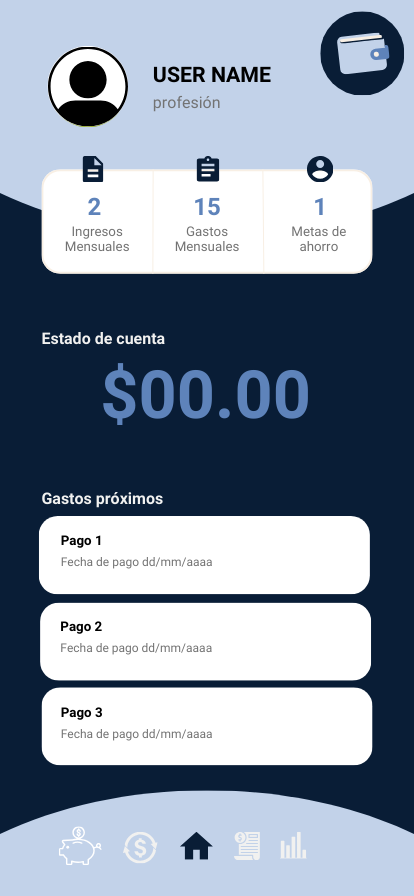 USER NAME
profesión
2
Ingresos
Mensuales
15
Gastos
Mensuales
1
Metas de
ahorro
Estado de cuenta
$00.00
Gastos próximos
Pago 1
Fecha de pago dd/mm/aaaa
Pago 2
Fecha de pago dd/mm/aaaa
Pago 3
Fecha de pago dd/mm/aaaa